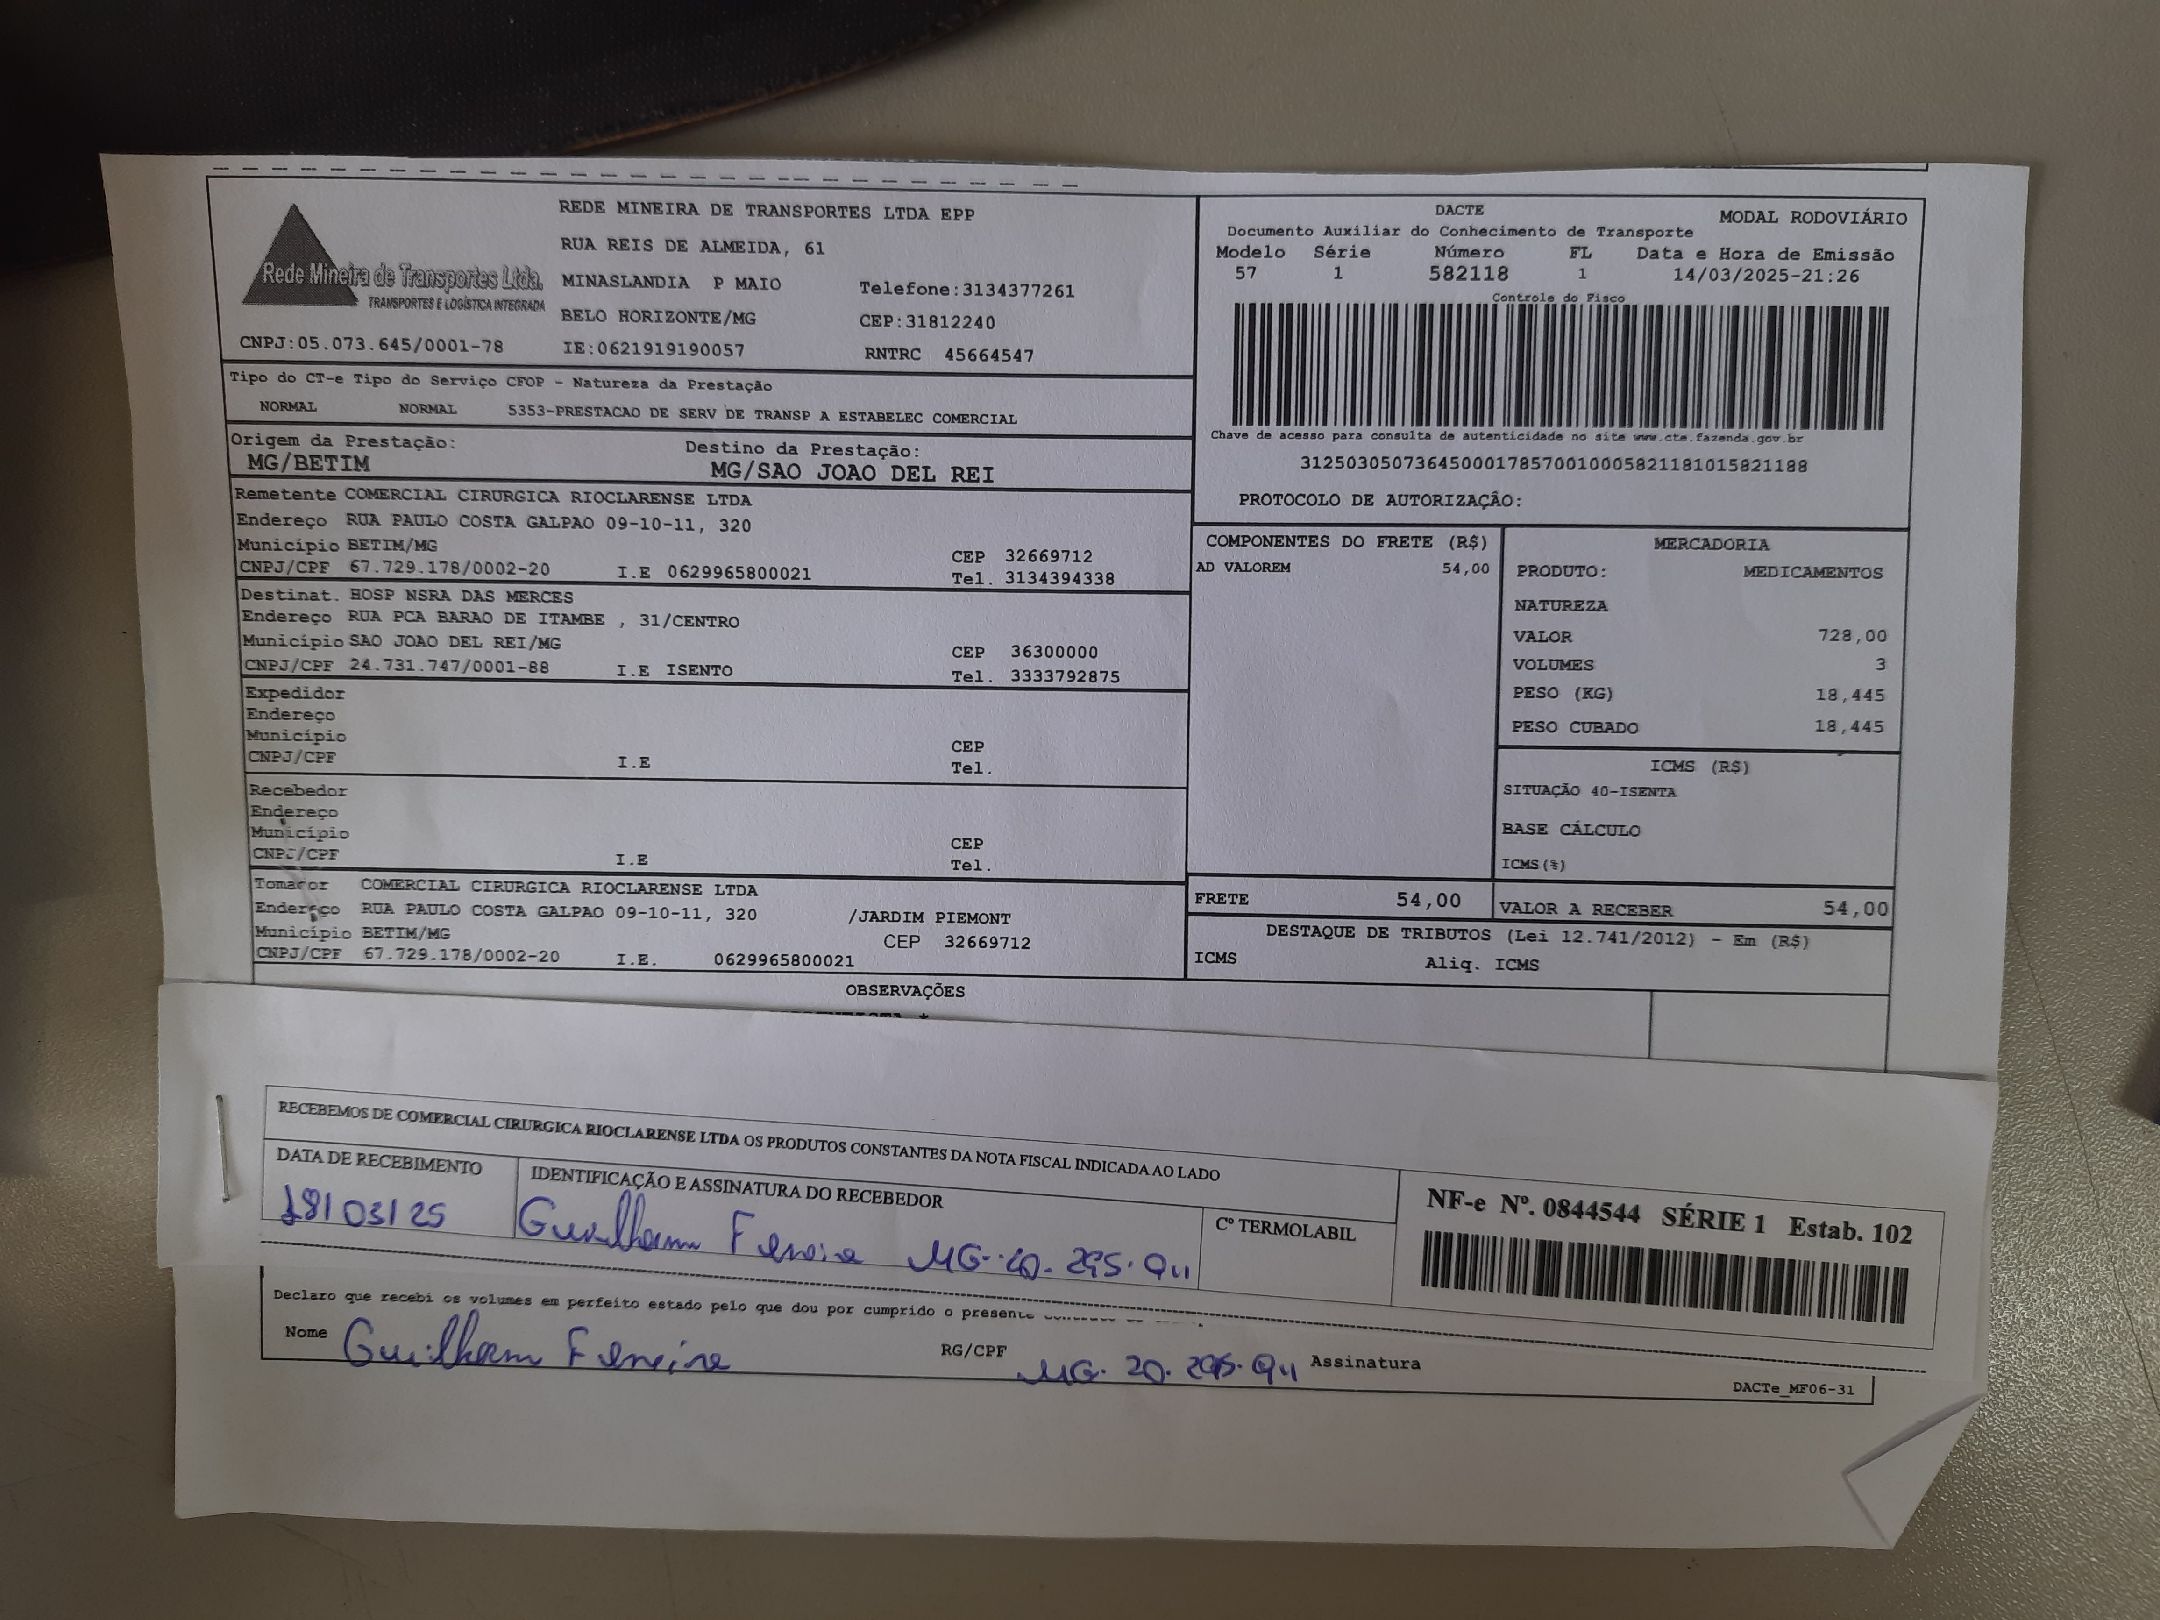 Rede Mineira de Transportes Ltda.
TRANSPORTES E LOGÍSTICA INTEGRADA
CNPJ:05.073.645/0001-78
REDE MINEIRA DE TRANSPORTES LTDA EPP
RUA REIS DE ALMEIDA, 61
MINASLANDIA P MAIO Telefone:3134377261
BELO HORIZONTE/MG CEP:31812240
IE:0621919190057 RNTRC 45664547
DACTE MODAL RODOVIÁRIO
Documento Auxiliar do Conhecimento de Transporte
Modelo Série Número FL Data e Hora de Emissão
57 1 582118 1 14/03/2025-21:26
Controle do Fisco
Chave de acesso para consulta de autenticidade no site www.cte.fazenda.gov.br
31250305073645000178570010005821181015821188
PROTOCOLO DE AUTORIZAÇÃO:
Tipo do CT-e Tipo do Serviço CFOP - Natureza da Prestação
NORMAL NORMAL 5353-PRESTACAO DE SERV DE TRANSP A ESTABELEC COMERCIAL
Origem da Prestação: Destino da Prestação:
MG/BETIM MG/SAO JOAO DEL REI
Remetente COMERCIAL CIRURGICA RIOCLARENSE LTDA
Endereço RUA PAULO COSTA GALPAO 09-10-11, 320
Município BETIM/MG CEP 32669712
CNPJ/CPF 67.729.178/0002-20 I.E 0629965800021 Tel. 3134394338
Destinat. HOSP NSRA DAS MERCES
Endereço RUA PCA BARAO DE ITAMBE , 31/CENTRO
Município SAO JOAO DEL REI/MG CEP 36300000
CNPJ/CPF 24.731.747/0001-88 I.E ISENTO Tel. 3333792875
Expedidor
Endereço
Município CEP
CNPJ/CPF I.E Tel.
Recebedor
Endereço
Município CEP
CNPJ/CPF I.E Tel.
Tomador COMERCIAL CIRURGICA RIOCLARENSE LTDA
Endereço RUA PAULO COSTA GALPAO 09-10-11, 320 /JARDIM PIEMONT
Município BETIM/MG CEP 32669712
CNPJ/CPF 67.729.178/0002-20 I.E. 0629965800021
COMPONENTES DO FRETE (R$)
AD VALOREM 54,00
MERCADORIA
PRODUTO: MEDICAMENTOS
NATUREZA
VALOR 728,00
VOLUMES 3
PESO (KG) 18,445
PESO CUBADO 18,445
ICMS (R$)
SITUAÇÃO 40-ISENTA
BASE CÁLCULO
ICMS(%)
FRETE 54,00 VALOR A RECEBER 54,00
DESTAQUE DE TRIBUTOS (Lei 12.741/2012) - Em (R$)
ICMS Aliq. ICMS
OBSERVAÇÕES
RECEBEMOS DE COMERCIAL CIRURGICA RIOCLARENSE LTDA OS PRODUTOS CONSTANTES DA NOTA FISCAL INDICADA AO LADO
DATA DE RECEBIMENTO IDENTIFICAÇÃO E ASSINATURA DO RECEBEDOR Cº TERMOLABIL
18/03/25
NF-e Nº. 0844544 SÉRIE 1 Estab. 102
Declaro que recebi os volumes em perfeito estado pelo que dou por cumprido o presente
Nome RG/CPF Assinatura
DACTe_MF06-31